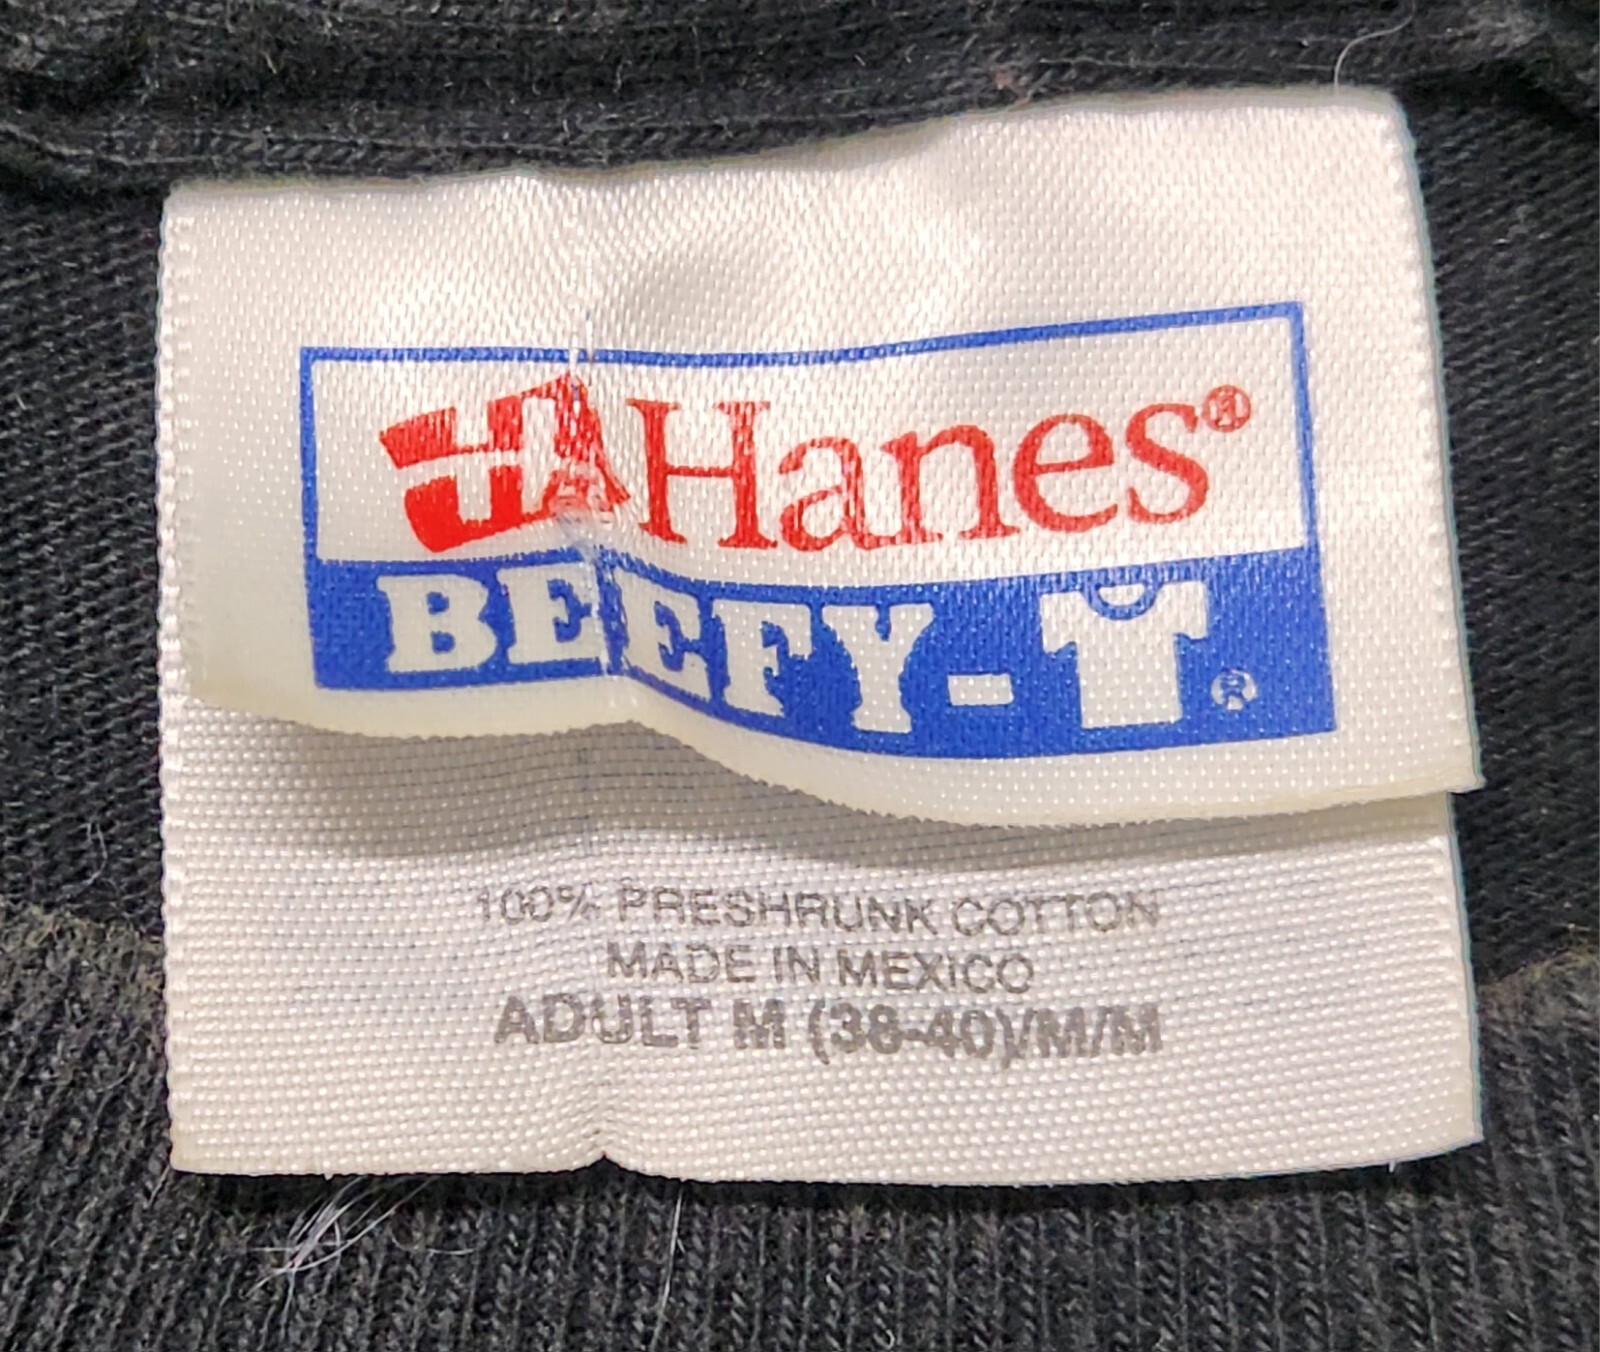 Hanes®
BEEFY-T®
100% PRESHRUNK COTTON
MADE IN MEXICO
ADULT M (38-40)/M/M